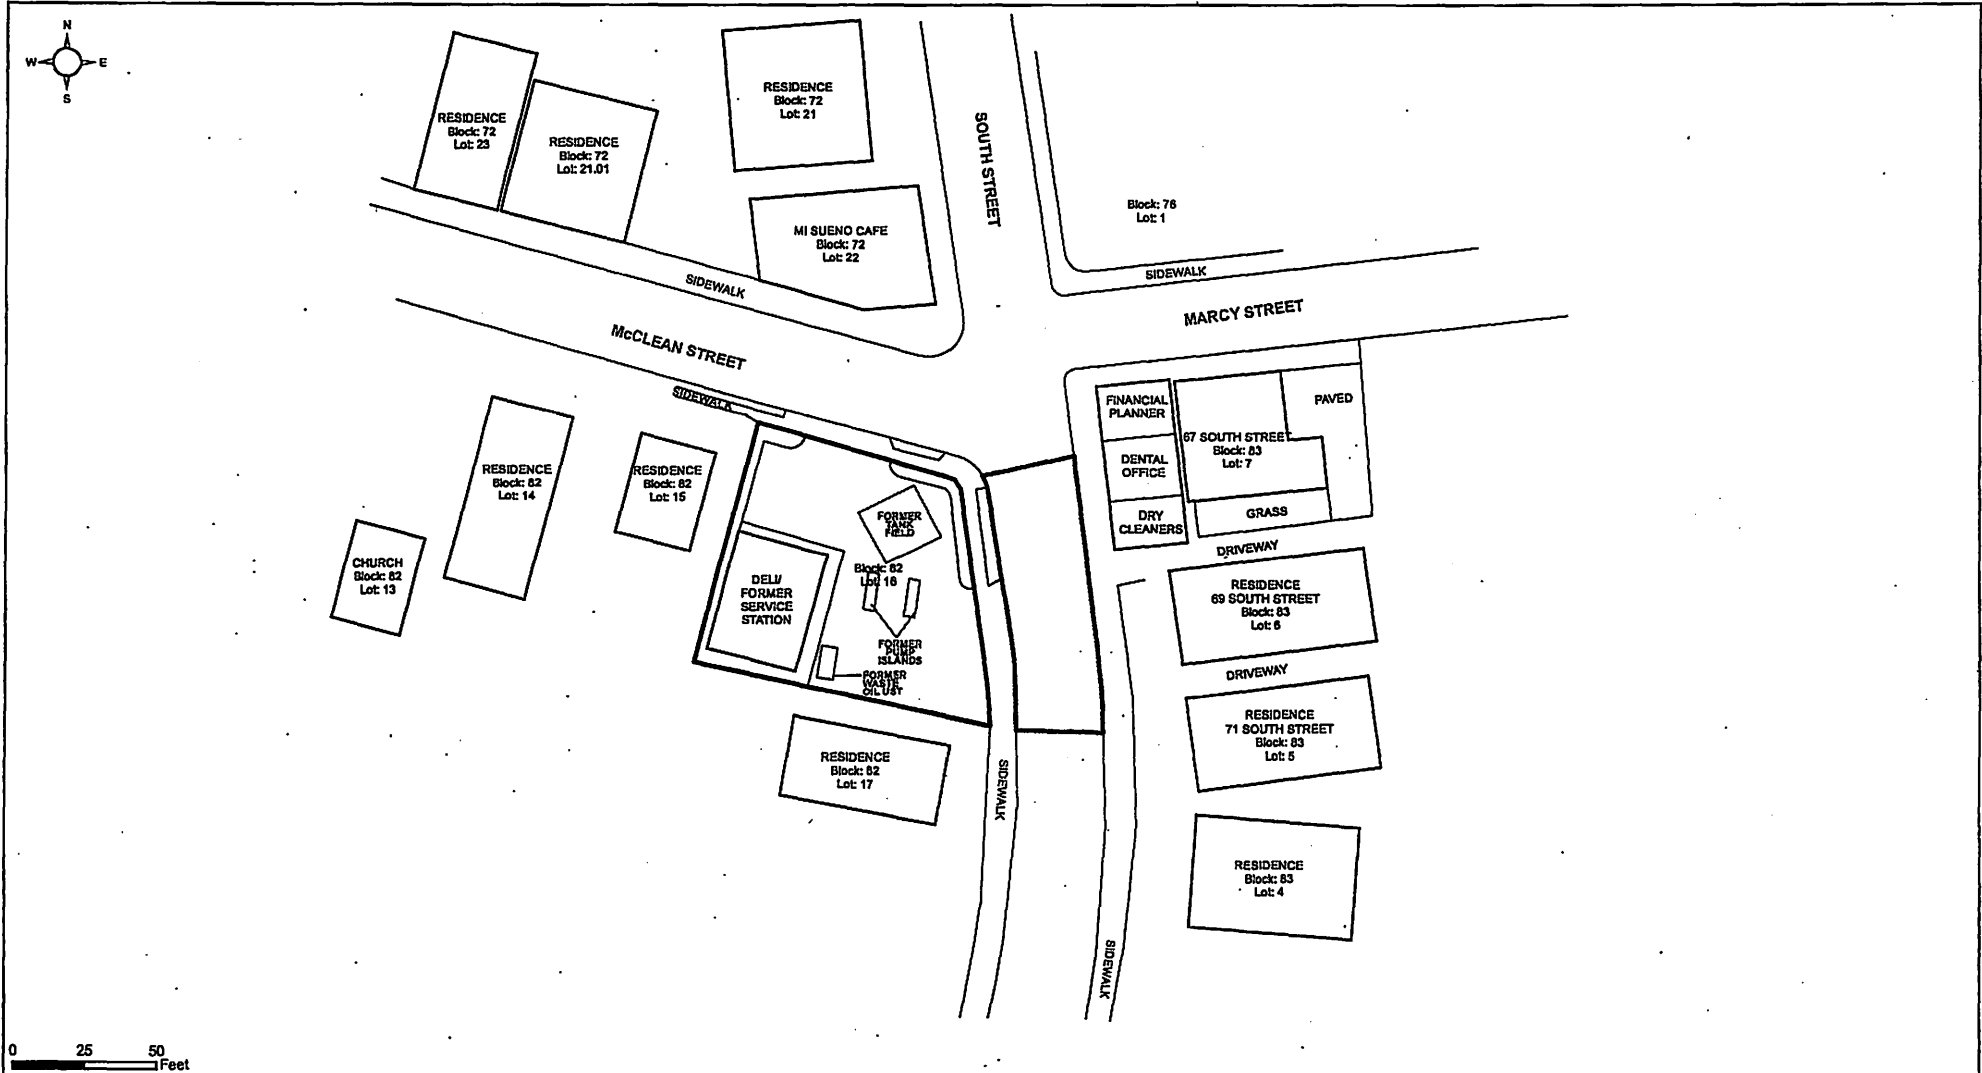 N
W E
S
RESIDENCE
Block: 72
Lot: 23
RESIDENCE
Block: 72
Lot: 21.01
RESIDENCE
Block: 72
Lot: 21
MI SUENO CAFE
Block: 72
Lot: 22
SOUTH STREET
Block: 76
Lot: 1
SIDEWALK
SIDEWALK
MARCY STREET
McCLEAN STREET
SIDEWALK
FINANCIAL
PLANNER
DENTAL
OFFICE
DRY
CLEANERS
67 SOUTH STREET
Block: 83
Lot: 7
PAVED
GRASS
DRIVEWAY
RESIDENCE
Block: 82
Lot: 14
RESIDENCE
Block: 82
Lot: 15
CHURCH
Block: 82
Lot: 13
FORMER
TANK
FIELD
Block: 82
Lot: 16
DELI/
FORMER
SERVICE
STATION
FORMER
PUMP
ISLANDS
FORMER
WASTE
OIL UST
RESIDENCE
69 SOUTH STREET
Block: 83
Lot: 6
DRIVEWAY
RESIDENCE
71 SOUTH STREET
Block: 83
Lot: 5
RESIDENCE
Block: 82
Lot: 17
SIDEWALK
RESIDENCE
Block: 83
Lot: 4
SIDEWALK
0 25 50
Feet